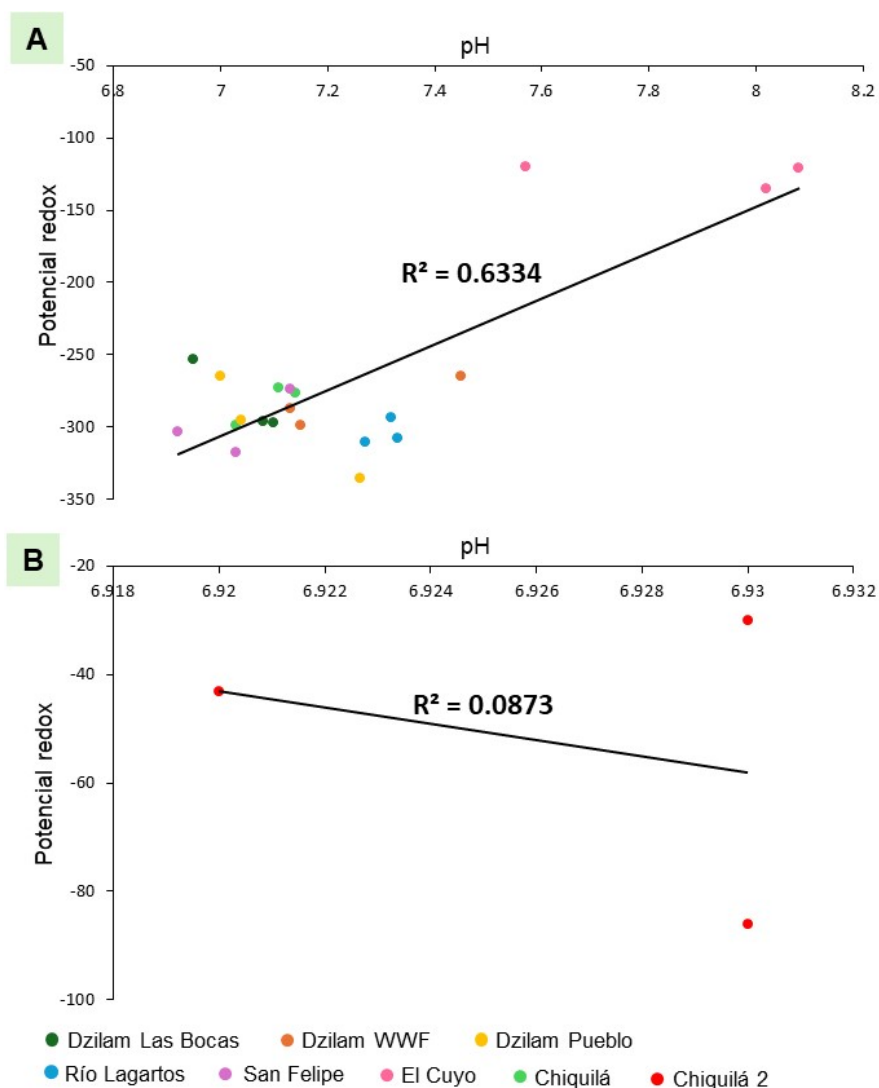 A
pH
-50
6.8 7 7.2 7.4 7.6 7.8 8 8.2
-100
-150
Potencial redox
-200
R² = 0.6334
-250
-300
-350
B
pH
-20
6.918 6.92 6.922 6.924 6.926 6.928 6.93 6.932
-40
R² = 0.0873
Potencial redox
-60
-80
-100
Dzilam Las Bocas Dzilam WWF Dzilam Pueblo
Río Lagartos San Felipe El Cuyo Chiquilá Chiquilá 2